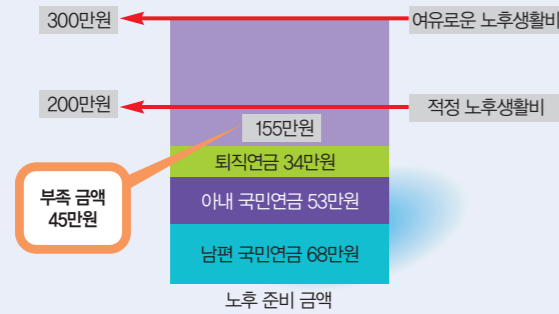 300만원
여유로운 노후생활비
200만원
적정 노후생활비
155만원
퇴직연금 34만원
부족 금액
45만원
아내 국민연금 53만원
남편 국민연금 68만원
노후 준비 금액